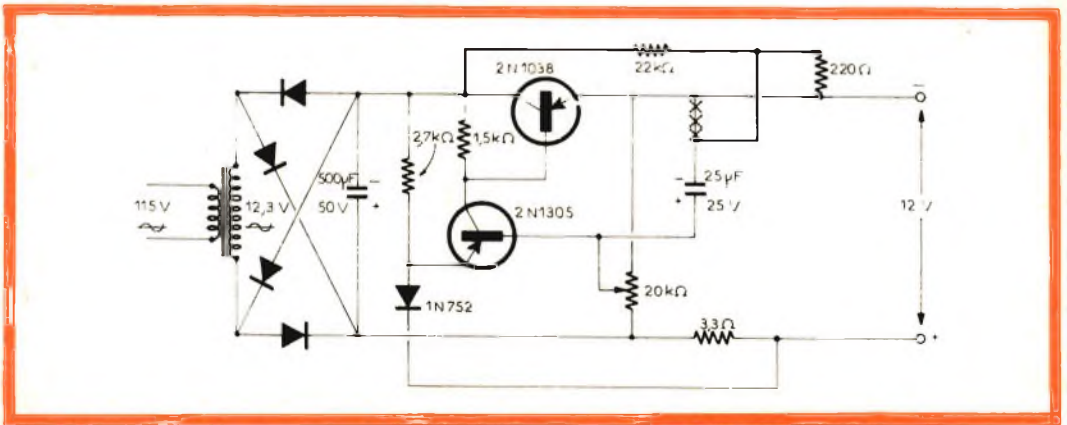 2N1038
22kΩ
220Ω
2,7kΩ
1,5kΩ
500µF
50V
-
+
115V
12,3V
2N1305
-
25µF
+
25V
-
12V
+
1N752
20kΩ
3,3Ω